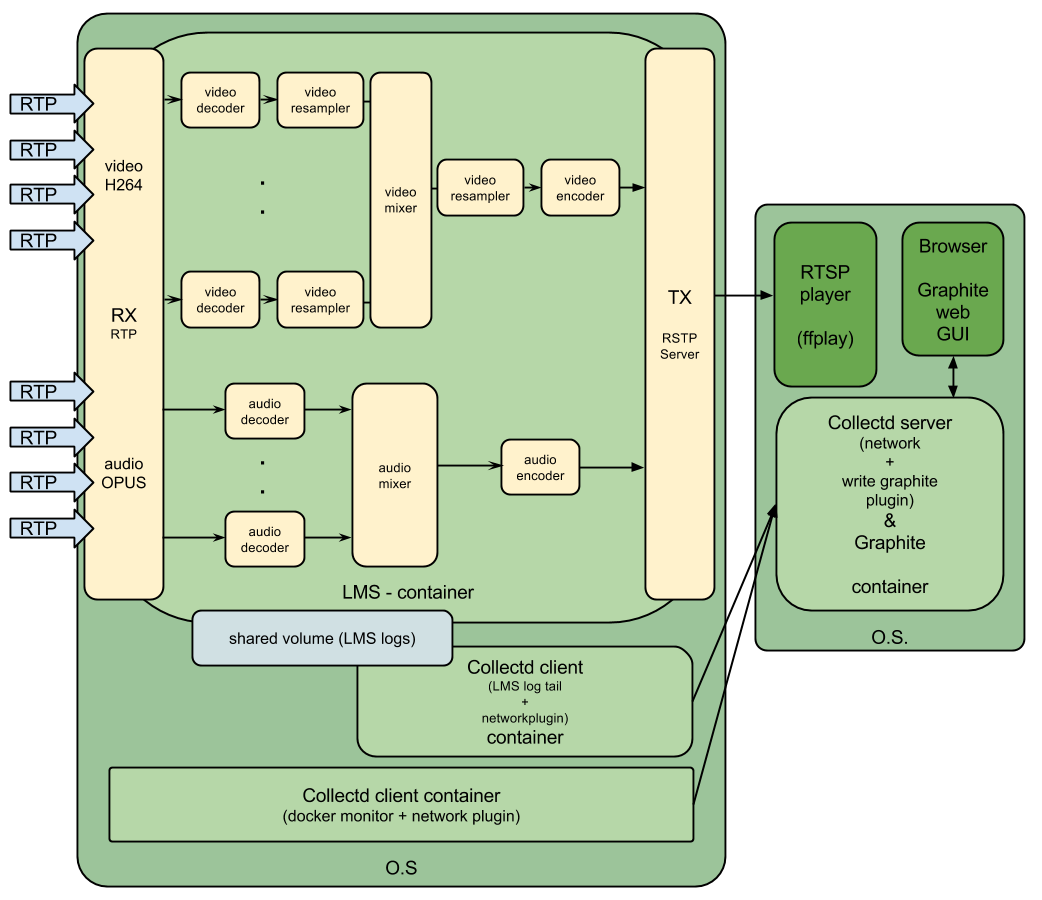 RTP
RTP
RTP
RTP
video
H264
RX
RTP
RTP
RTP
RTP
RTP
audio
OPUS
video
decoder
video
resampler
.
.
video
decoder
video
resampler
video
mixer
video
resampler
video
encoder
audio
decoder
.
.
audio
decoder
audio
mixer
audio
encoder
TX
RSTP
Server
LMS - container
shared volume (LMS logs)
Collectd client
(LMS log tail
+
networkplugin)
container
Collectd client container
(docker monitor + network plugin)
O.S
RTSP
player
(ffplay)
Browser
Graphite
web
GUI
Collectd server
(network
+
write graphite
plugin)
&
Graphite
container
O.S.